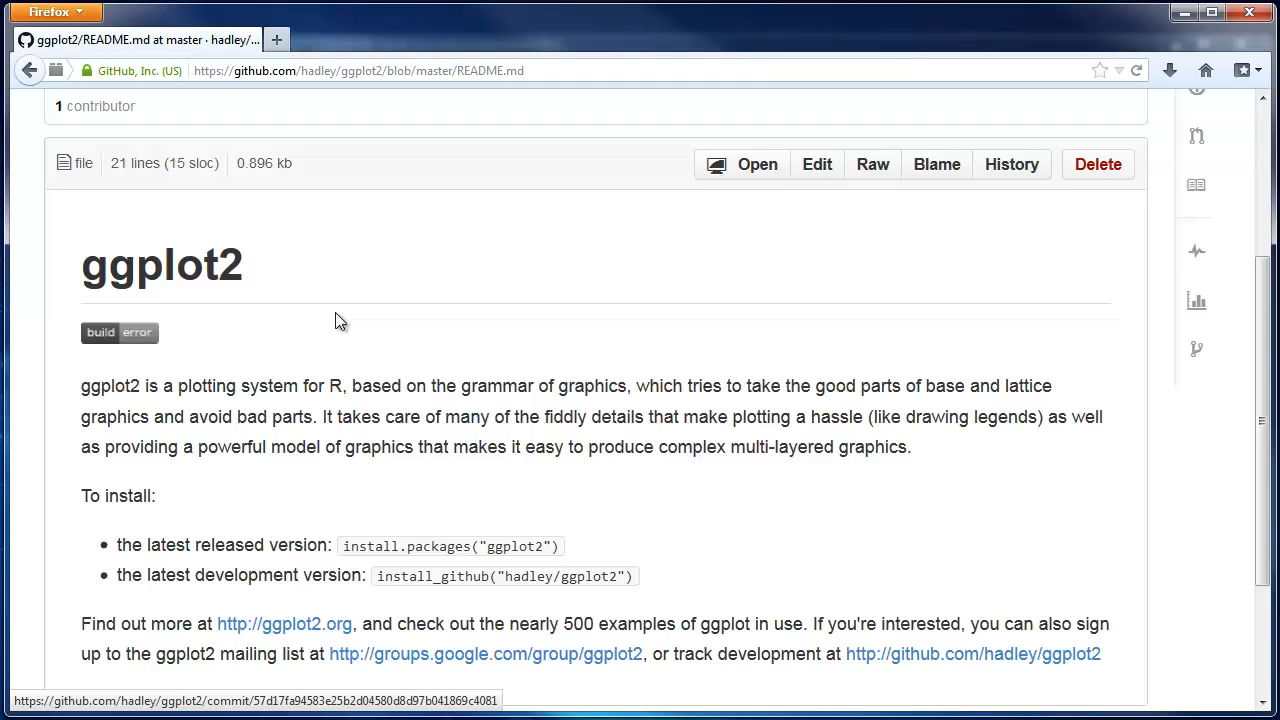 Firefox
ggplot2/README.md at master · hadley/...
GitHub, Inc. (US) https://github.com/hadley/ggplot2/blob/master/README.md
1 contributor
file 21 lines (15 sloc) 0.896 kb Open Edit Raw Blame History Delete
ggplot2
build error
ggplot2 is a plotting system for R, based on the grammar of graphics, which tries to take the good parts of base and lattice
graphics and avoid bad parts. It takes care of many of the fiddly details that make plotting a hassle (like drawing legends) as well
as providing a powerful model of graphics that makes it easy to produce complex multi-layered graphics.
To install:
• the latest released version: install.packages("ggplot2")
• the latest development version: install_github("hadley/ggplot2")
Find out more at http://ggplot2.org, and check out the nearly 500 examples of ggplot in use. If you're interested, you can also sign
up to the ggplot2 mailing list at http://groups.google.com/group/ggplot2, or track development at http://github.com/hadley/ggplot2
https://github.com/hadley/ggplot2/commit/57d17fa94583e25b2d04580d8d97b041869c4081